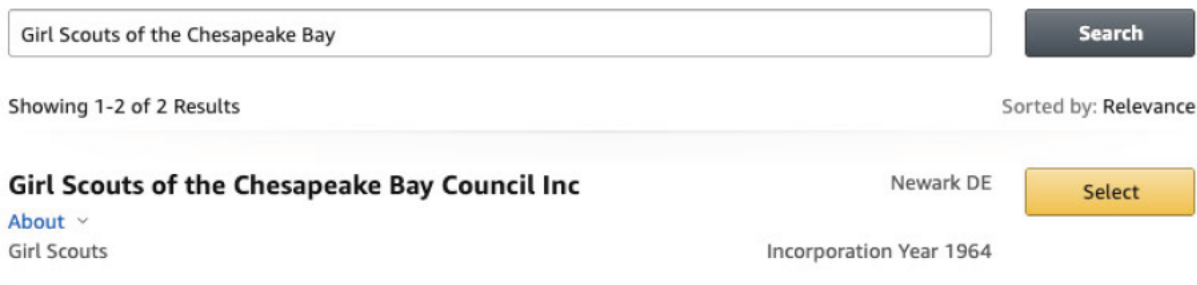 Girl Scouts of the Chesapeake Bay Search
Showing 1-2 of 2 Results Sorted by: Relevance
Girl Scouts of the Chesapeake Bay Council Inc Newark DE Select
About
Girl Scouts Incorporation Year 1964